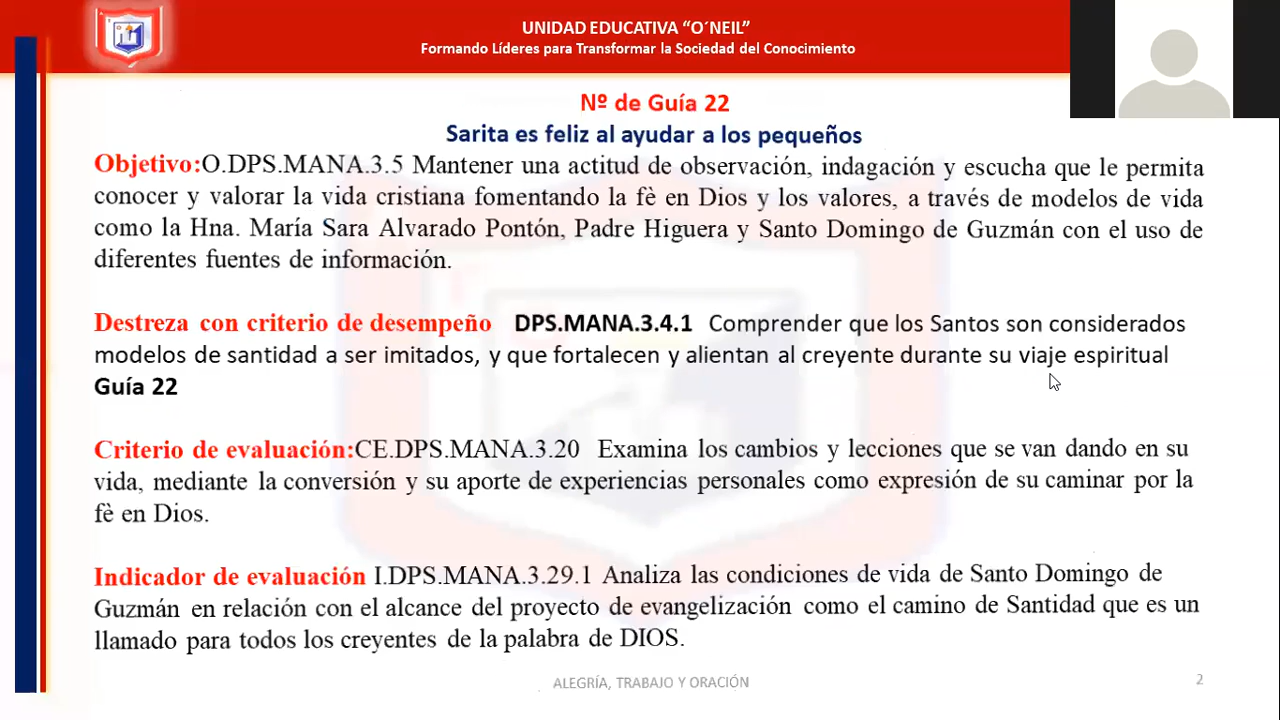 UNIDAD EDUCATIVA “O´NEIL”
Formando Líderes para Transformar la Sociedad del Conocimiento
Nº de Guía 22
Sarita es feliz al ayudar a los pequeños
Objetivo:O.DPS.MANA.3.5 Mantener una actitud de observación, indagación y escucha que le permita
conocer y valorar la vida cristiana fomentando la fè en Dios y los valores, a través de modelos de vida
como la Hna. María Sara Alvarado Pontón, Padre Higuera y Santo Domingo de Guzmán con el uso de
diferentes fuentes de información.
Destreza con criterio de desempeño DPS.MANA.3.4.1 Comprender que los Santos son considerados
modelos de santidad a ser imitados, y que fortalecen y alientan al creyente durante su viaje espiritual
Guía 22
Criterio de evaluación:CE.DPS.MANA.3.20 Examina los cambios y lecciones que se van dando en su
vida, mediante la conversión y su aporte de experiencias personales como expresión de su caminar por la
fè en Dios.
Indicador de evaluación I.DPS.MANA.3.29.1 Analiza las condiciones de vida de Santo Domingo de
Guzmán en relación con el alcance del proyecto de evangelización como el camino de Santidad que es un
llamado para todos los creyentes de la palabra de DIOS.
ALEGRÍA, TRABAJO Y ORACIÓN
2